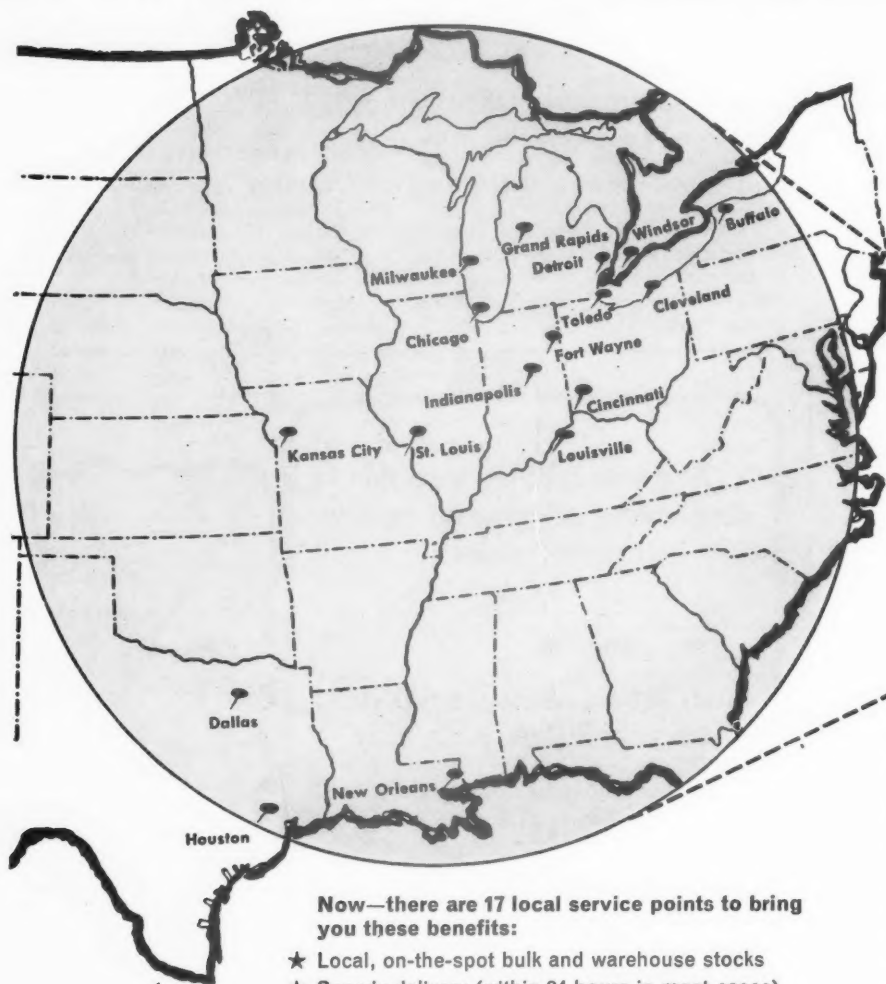 Buffalo
Windsor
Grand Rapids
Detroit
Milwaukee
Cleveland
Toledo
Chicago
Fort Wayne
Indianapolis
Cincinnati
Kansas City
St. Louis
Louisville
Dallas
New Orleans
Houston
Now—there are 17 local service points to bring
you these benefits:
★ Local, on-the-spot bulk and warehouse stocks